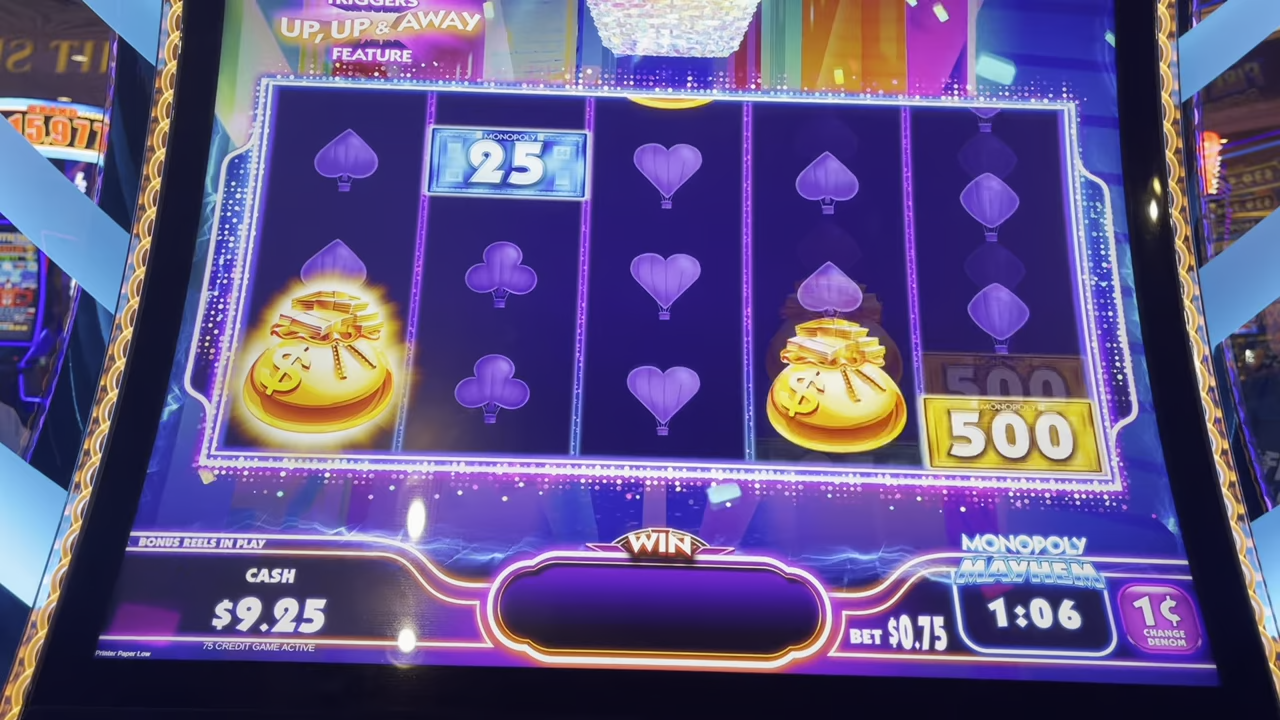 TRIGGERS
UP, UP & AWAY
FEATURE
MONOPOLY
25
$
$
500
MONOPOLY
500
BONUS REELS IN PLAY
CASH
$9.25
75 CREDIT GAME ACTIVE
Printer Paper Low
WIN
BET $0.75
MONOPOLY
MAYHEM
1:06
1¢
CHANGE
DENOM